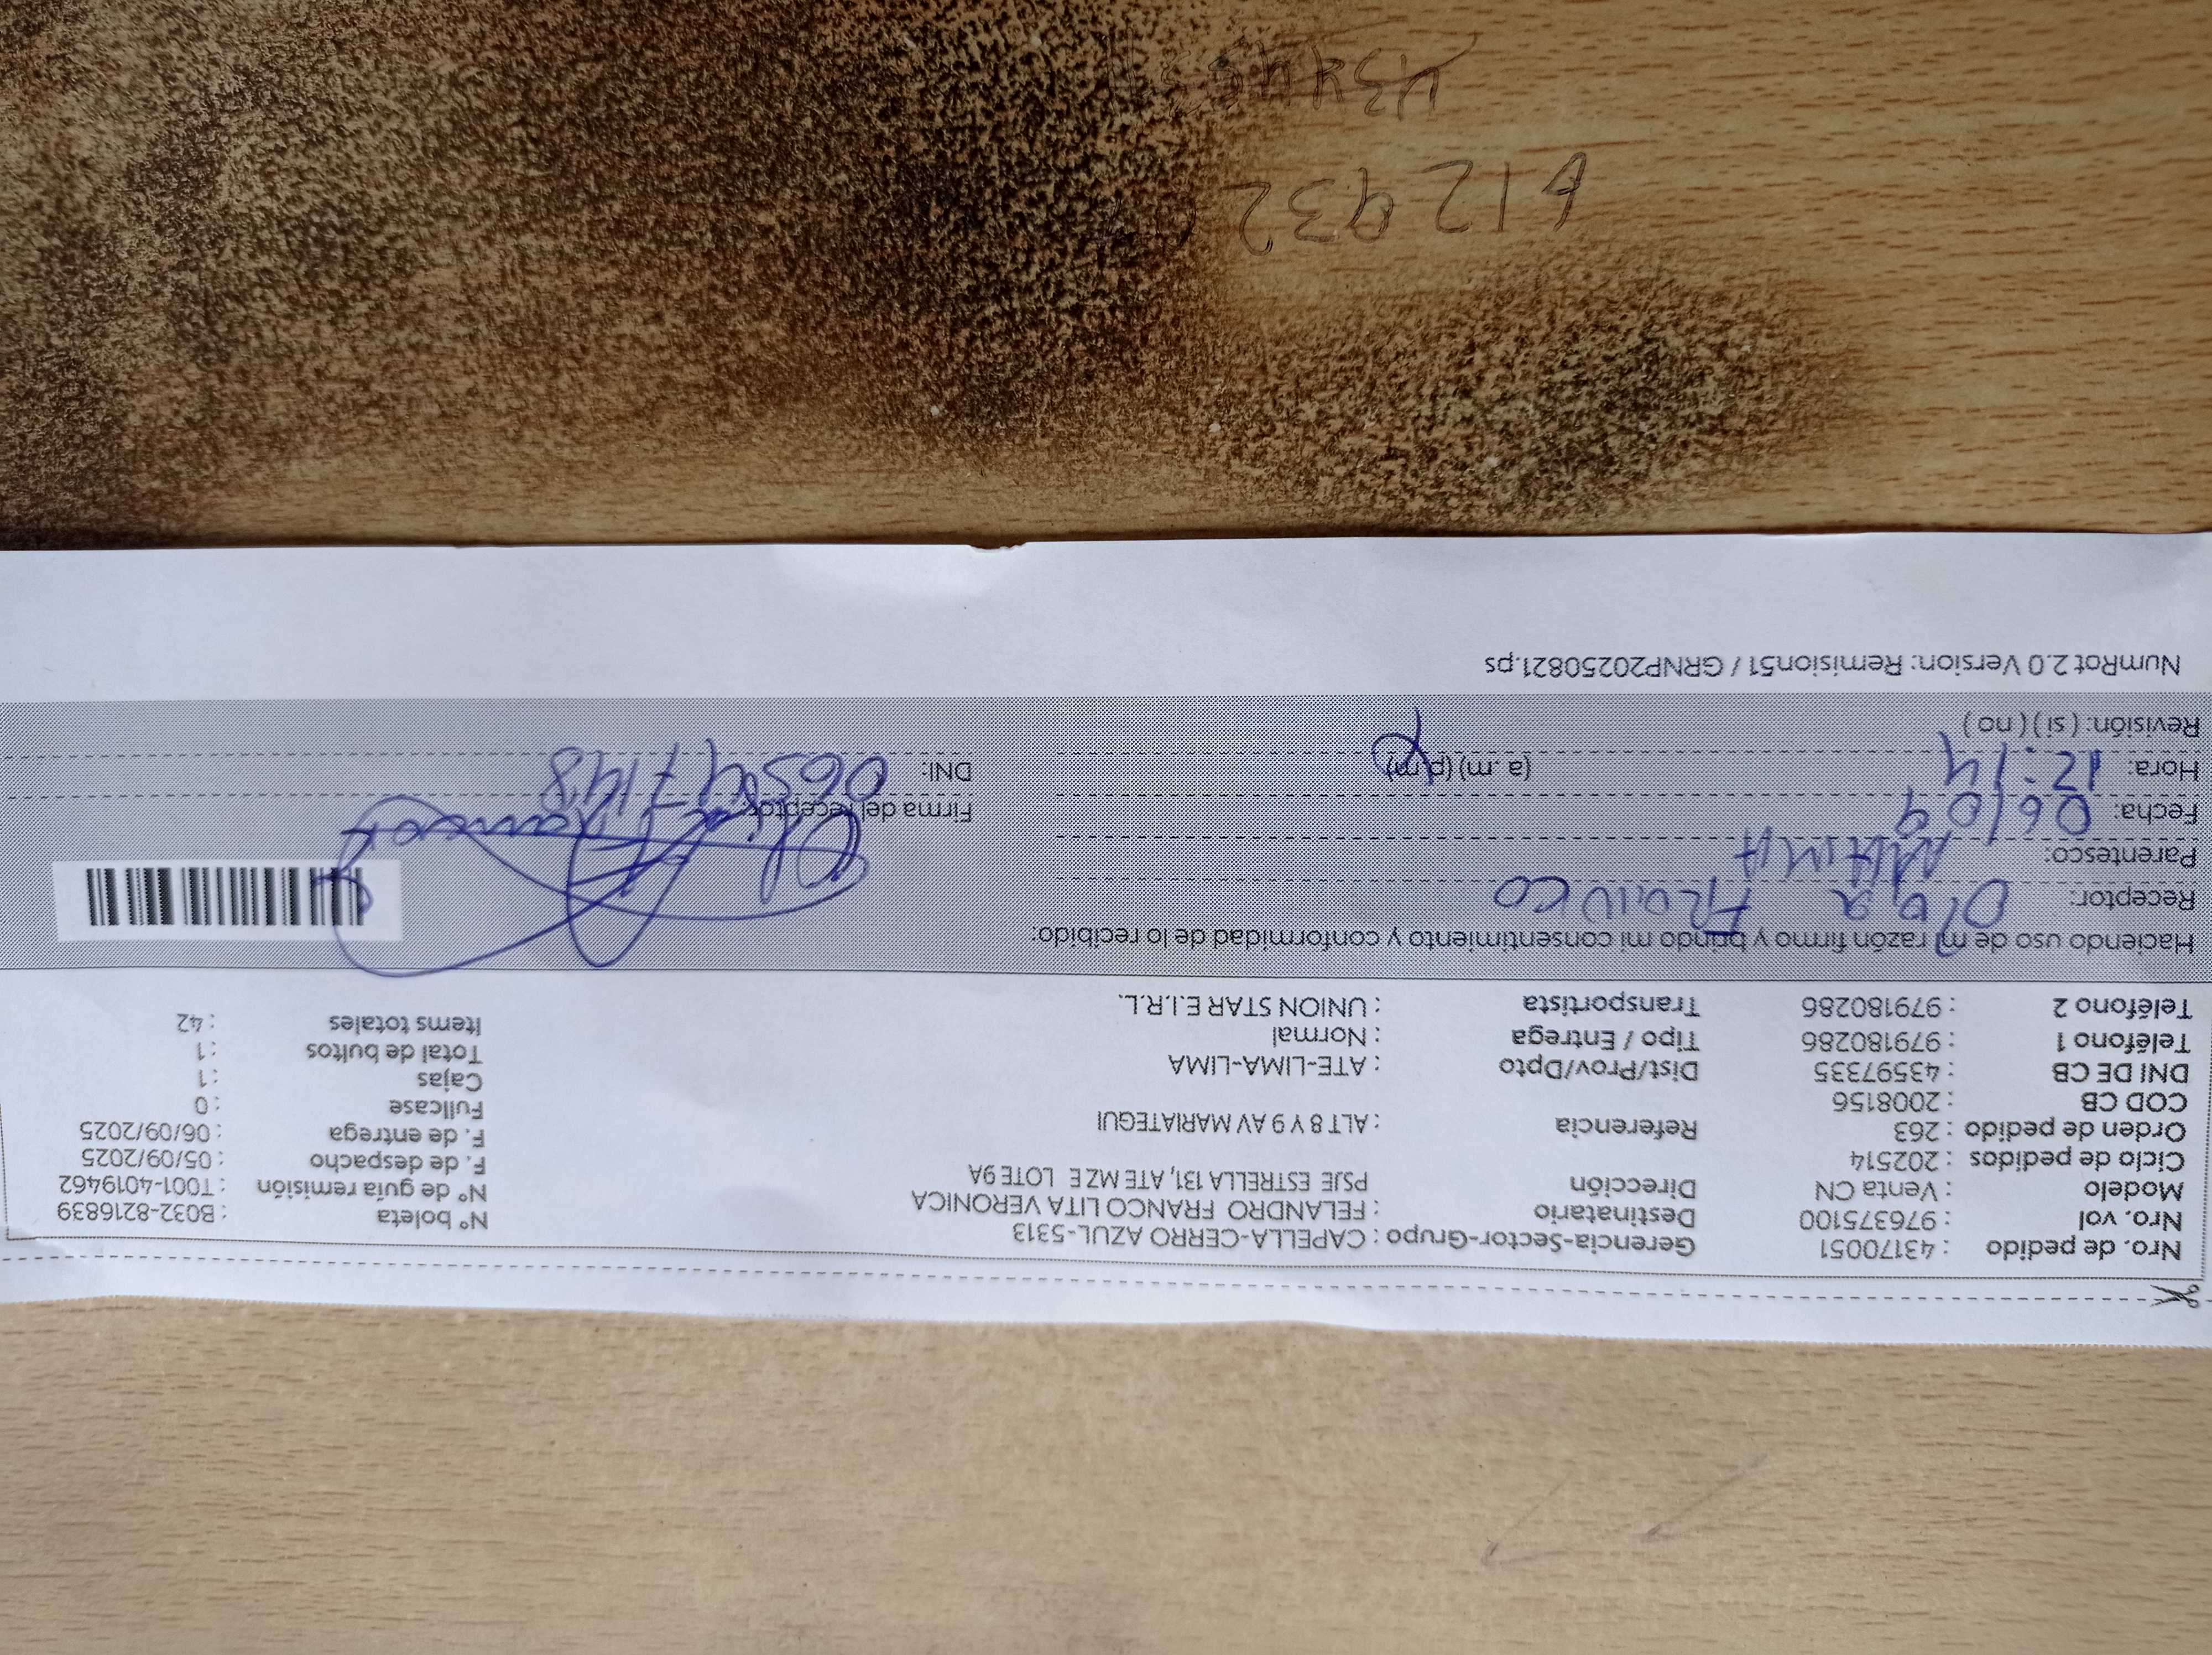 Nro. de pedido : 43170051 Gerencia-Sector-Grupo : CAPELLA-CERRO AZUL-5313
Nro. vol : 976375100 Destinatario : FELANDRO FRANCO LITA VERONICA N° boleta : B032-8216839
Modelo : Venta CN Dirección PSJE ESTRELLA 131, ATE MZ E LOTE 9A N° de guía remisión : T001-4019462
Ciclo de pedidos : 202514 F. de despacho : 05/09/2025
Orden de pedido : 263 Referencia : ALT 8 Y 9 AV MARIATEGUI F. de entrega : 06/09/2025
COD CB : 2008156 Fullcase : 0
DNI DE CB : 43597335 Dist/Prov/Dpto : ATE-LIMA-LIMA Cajas : 1
Teléfono 1 : 979180286 Tipo / Entrega : Normal Total de bultos : 1
Teléfono 2 : 979180286 Transportista : UNION STAR E.I.R.L. Items totales : 42
Haciendo uso de mi razón firmo y brindo mi consentimiento y conformidad de lo recibido:
Receptor: Olga FRANCO
Parentesco: MAMA
Fecha: 06/09 Firma del receptor:
Hora: 12:14 (a. m) (p.m) DNI:
Revisión: ( si ) ( no )
NumRot 2.0 Version: Remision51 / GRNP20250821.ps